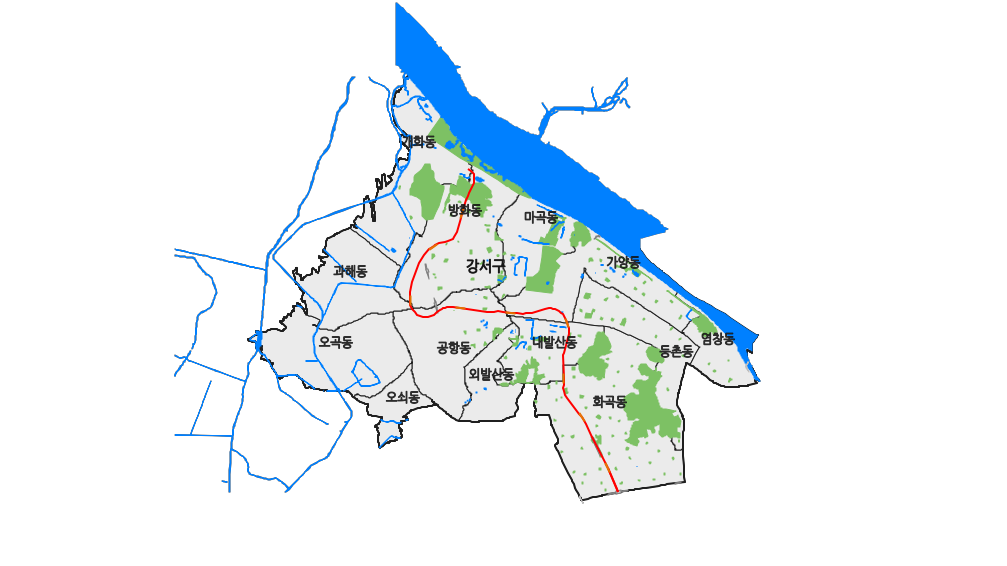 개화동
방화동
마곡동
강서구
가양동
과해동
염창동
오곡동
공항동
내발산동
등촌동
외발산동
오쇠동
화곡동